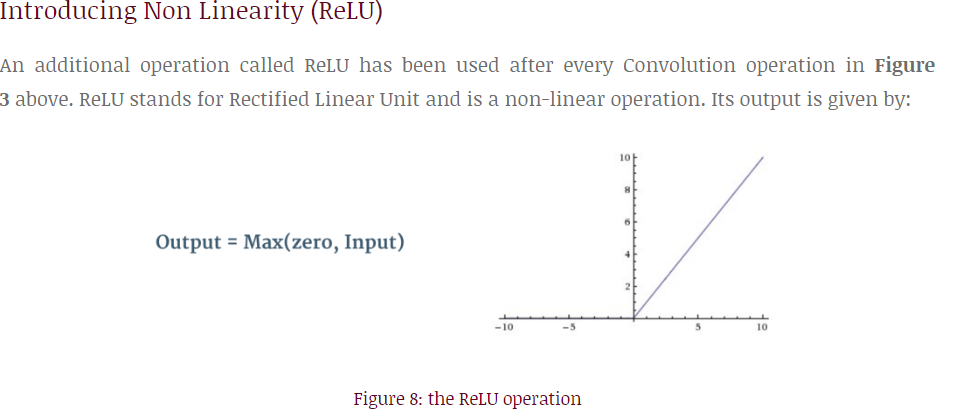 Introducing Non Linearity (ReLU)
An additional operation called ReLU has been used after every Convolution operation in Figure
3 above. ReLU stands for Rectified Linear Unit and is a non-linear operation. Its output is given by:
Output = Max(zero, Input)
10
8
6
4
2
-10 -5 5 10
Figure 8: the ReLU operation